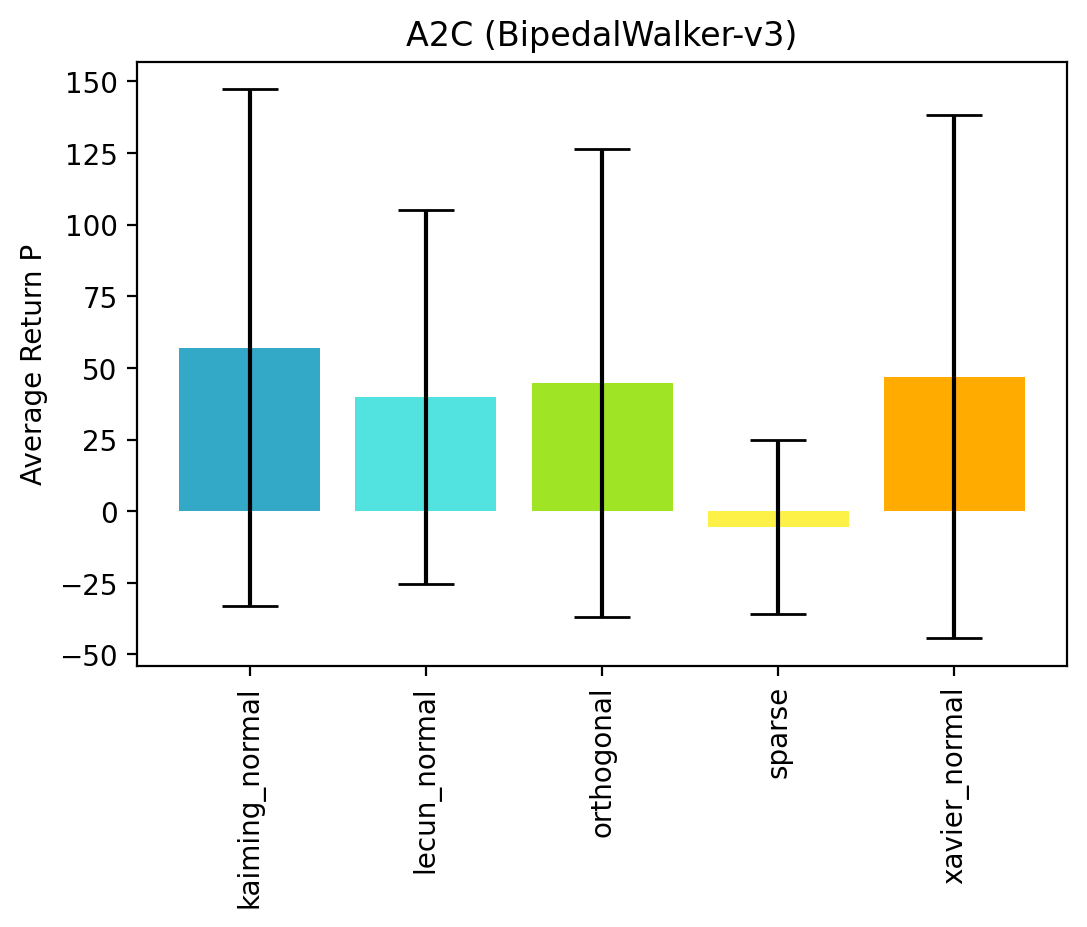 A2C (BipedalWalker-v3)
Average Return P
150
125
100
75
50
25
0
−25
−50
kaiming_normal
lecun_normal
orthogonal
sparse
xavier_normal